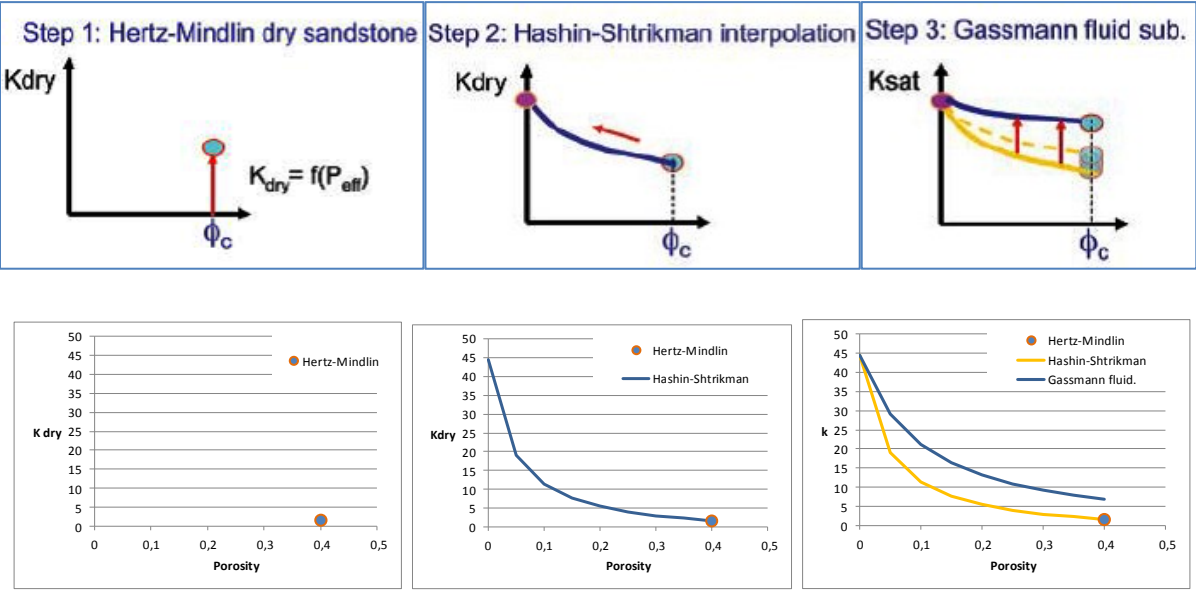 Step 1: Hertz-Mindlin dry sandstone
Kdry
K_dry= f(P_eff)
ϕ_c
Step 2: Hashin-Shtrikman interpolation
Kdry
ϕ_c
Step 3: Gassmann fluid sub.
Ksat
ϕ_c
50
45
40
35
30
25
20
15
10
5
0
K dry
Hertz-Mindlin
0 0,1 0,2 0,3 0,4 0,5
Porosity
50
45
40
35
30
25
20
15
10
5
0
Kdry
Hertz-Mindlin
Hashin-Shtrikman
0 0,1 0,2 0,3 0,4 0,5
Porosity
50
45
40
35
30
25
20
15
10
5
0
k
Hertz-Mindlin
Hashin-Shtrikman
Gassmann fluid.
0 0,1 0,2 0,3 0,4 0,5
Porosity